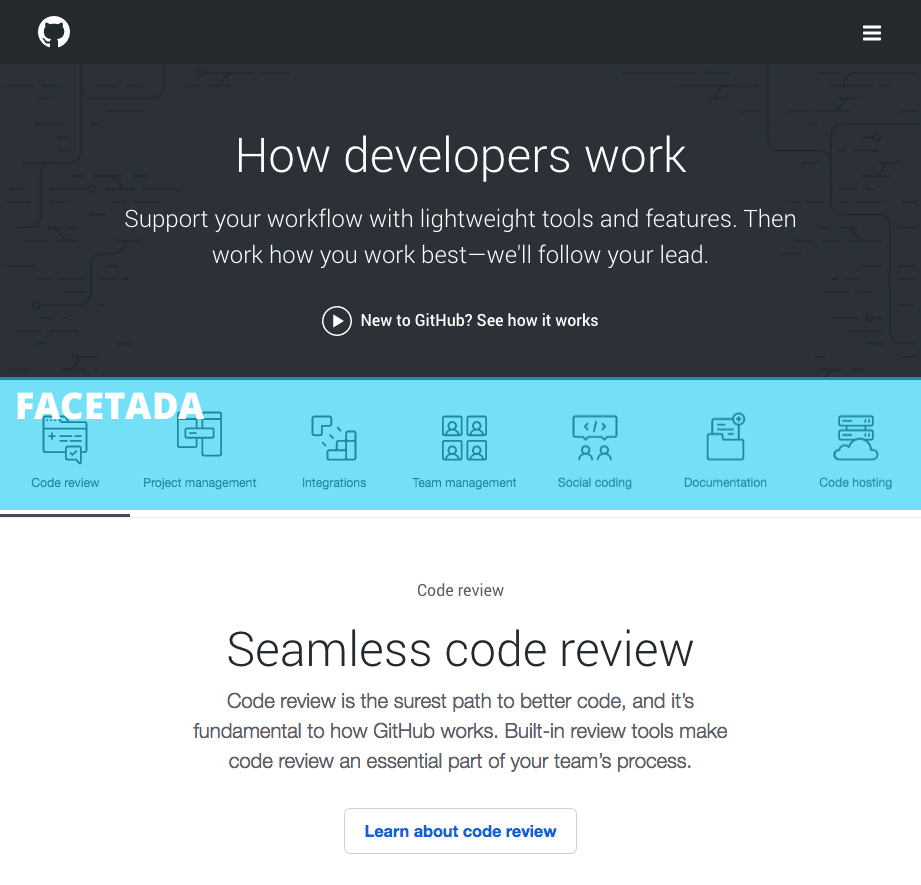 How developers work
Support your workflow with lightweight tools and features. Then
work how you work best—we'll follow your lead.
New to GitHub? See how it works
FACETADA
Code review
Project management
Integrations
Team management
Social coding
Documentation
Code hosting
Code review
Seamless code review
Code review is the surest path to better code, and it’s
fundamental to how GitHub works. Built-in review tools make
code review an essential part of your team’s process.
Learn about code review